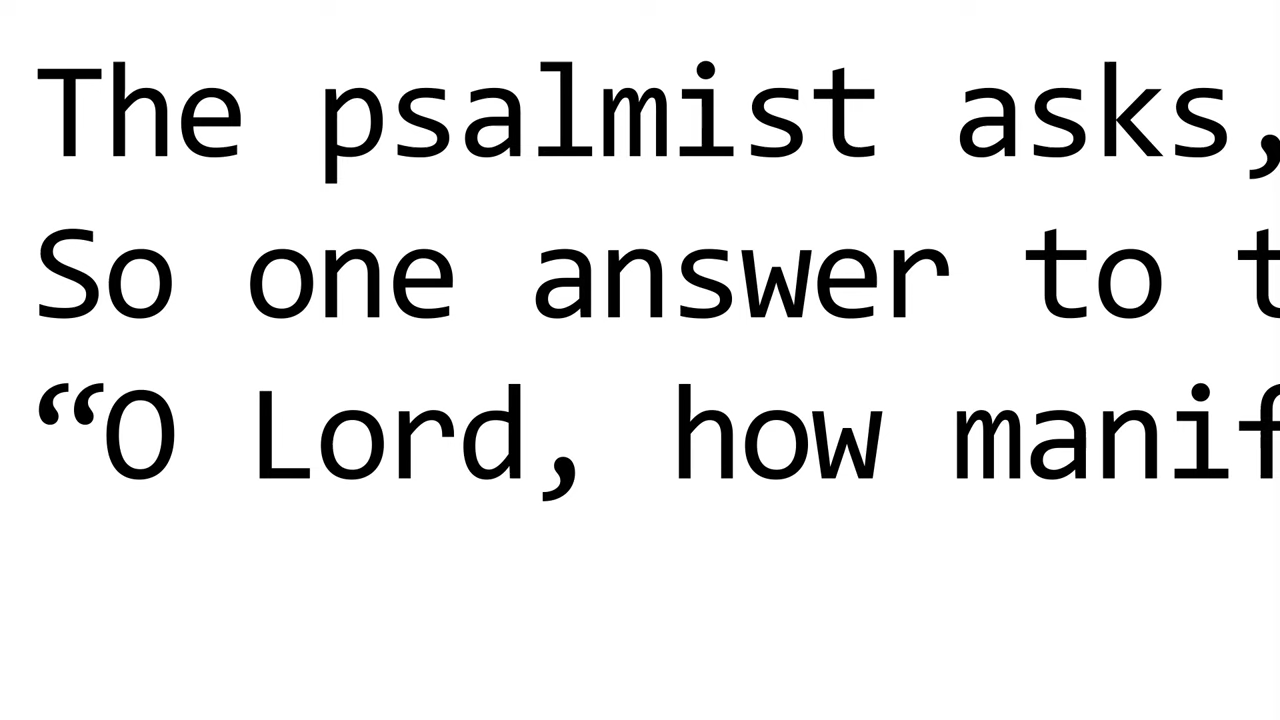 The psalmist asks,
So one answer to t
“O Lord, how manif